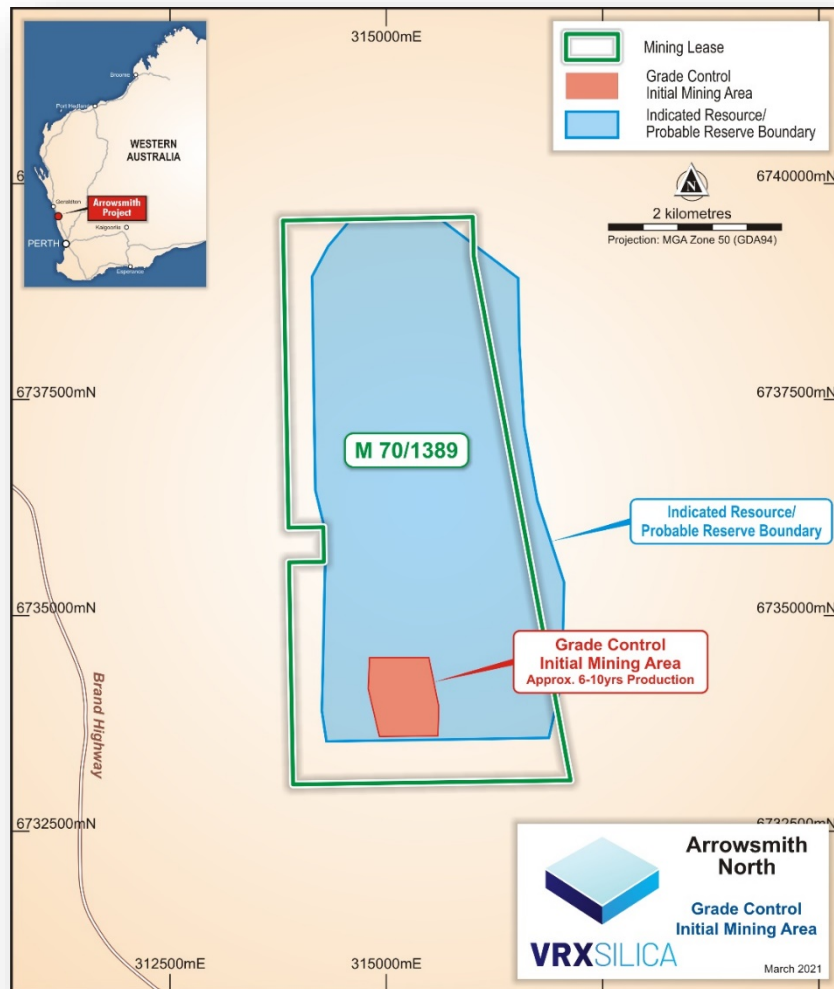 315000mE
Mining Lease
Grade Control
Initial Mining Area
Indicated Resource/
Probable Reserve Boundary
Broome
Port Hedland
WESTERN
AUSTRALIA
Geraldton
Arrowsmith
Project
Kalgoorlie
PERTH
Esperance
6
6740000mN
N
2 kilometres
Projection: MGA Zone 50 (GDA94)
6737500mN
6737500mN
M 70/1389
Indicated Resource/
Probable Reserve Boundary
6735000mN
6735000mN
Grade Control
Initial Mining Area
Approx. 6-10yrs Production
Brand Highway
6732500mN
6732500mN
Arrowsmith
North
Grade Control
Initial Mining Area
VRXSILICA
March 2021
312500mE
315000mE